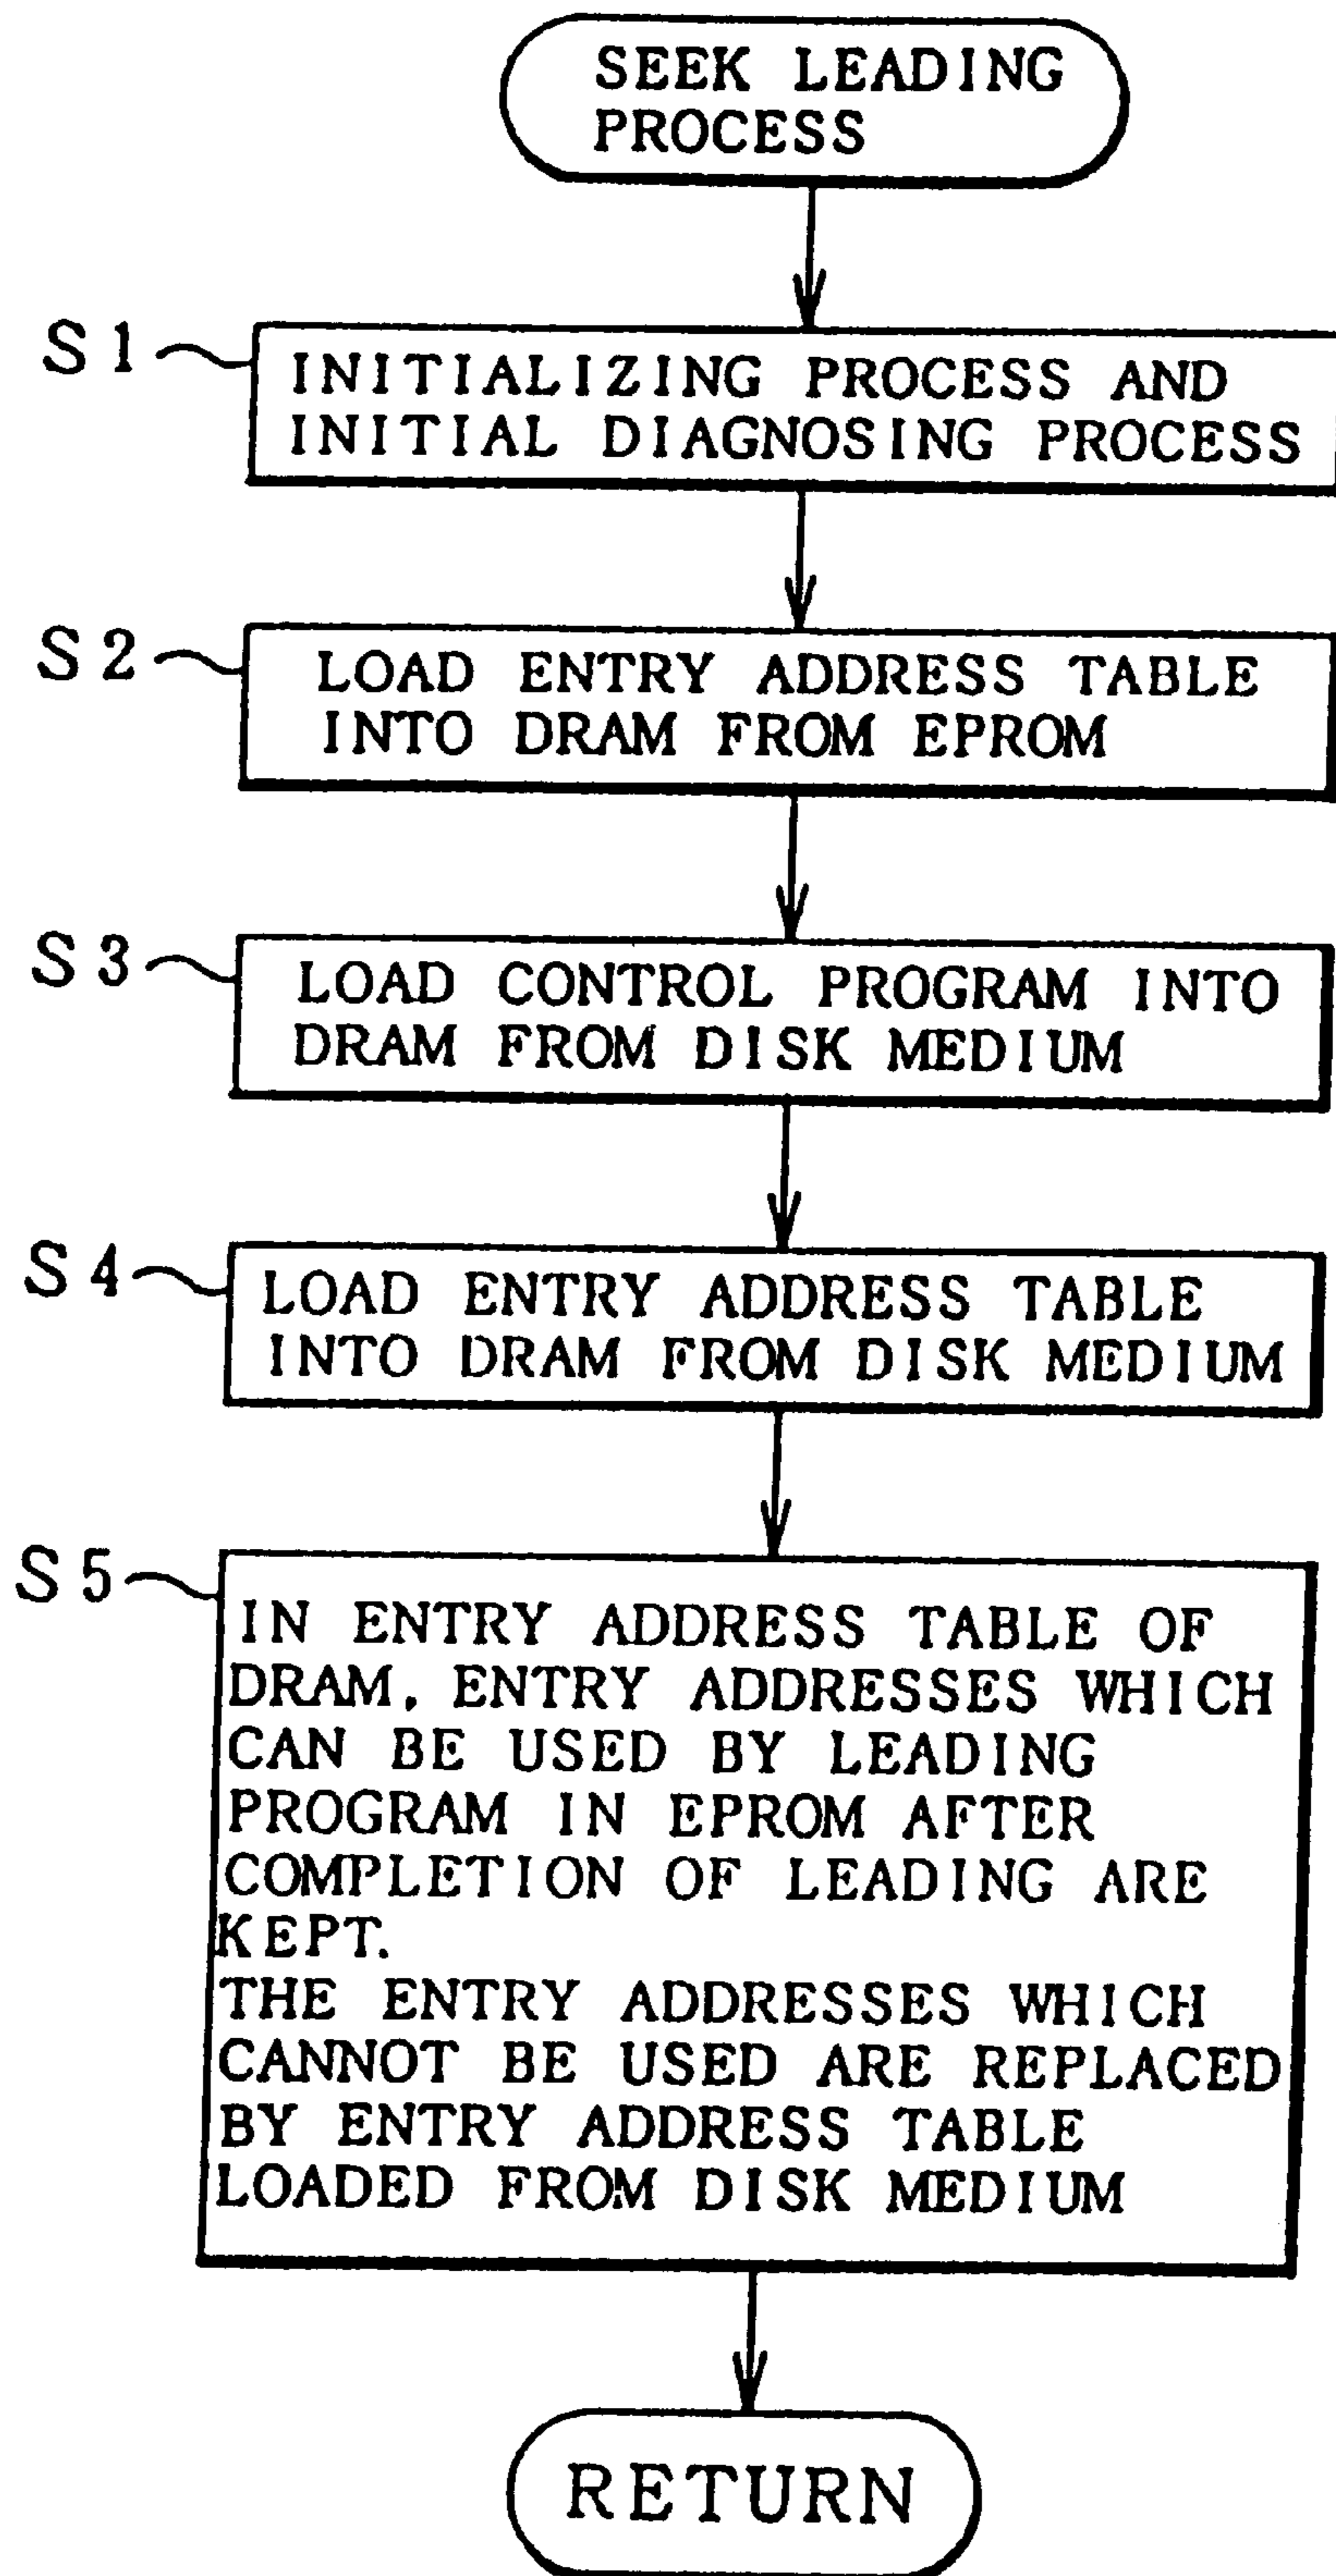 SEEK LEADING
PROCESS
S1
INITIALIZING PROCESS AND
INITIAL DIAGNOSING PROCESS
S2
LOAD ENTRY ADDRESS TABLE
INTO DRAM FROM EPROM
S3
LOAD CONTROL PROGRAM INTO
DRAM FROM DISK MEDIUM
S4
LOAD ENTRY ADDRESS TABLE
INTO DRAM FROM DISK MEDIUM
S5
IN ENTRY ADDRESS TABLE OF
DRAM, ENTRY ADDRESSES WHICH
CAN BE USED BY LEADING
PROGRAM IN EPROM AFTER
COMPLETION OF LEADING ARE
KEPT.
THE ENTRY ADDRESSES WHICH
CANNOT BE USED ARE REPLACED
BY ENTRY ADDRESS TABLE
LOADED FROM DISK MEDIUM
RETURN